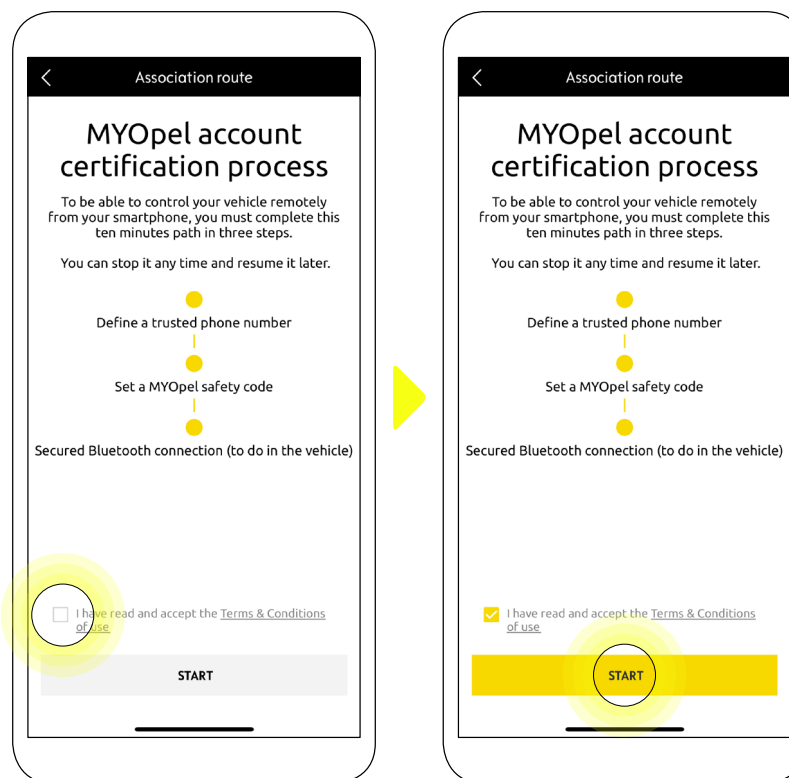 Association route
MYOpel account
certification process
To be able to control your vehicle remotely
from your smartphone, you must complete this
ten minutes path in three steps.
You can stop it any time and resume it later.
Define a trusted phone number
Set a MYOpel safety code
Secured Bluetooth connection (to do in the vehicle)
I have read and accept the Terms & Conditions
of use
START
Association route
MYOpel account
certification process
To be able to control your vehicle remotely
from your smartphone, you must complete this
ten minutes path in three steps.
You can stop it any time and resume it later.
Define a trusted phone number
Set a MYOpel safety code
Secured Bluetooth connection (to do in the vehicle)
I have read and accept the Terms & Conditions
of use
START